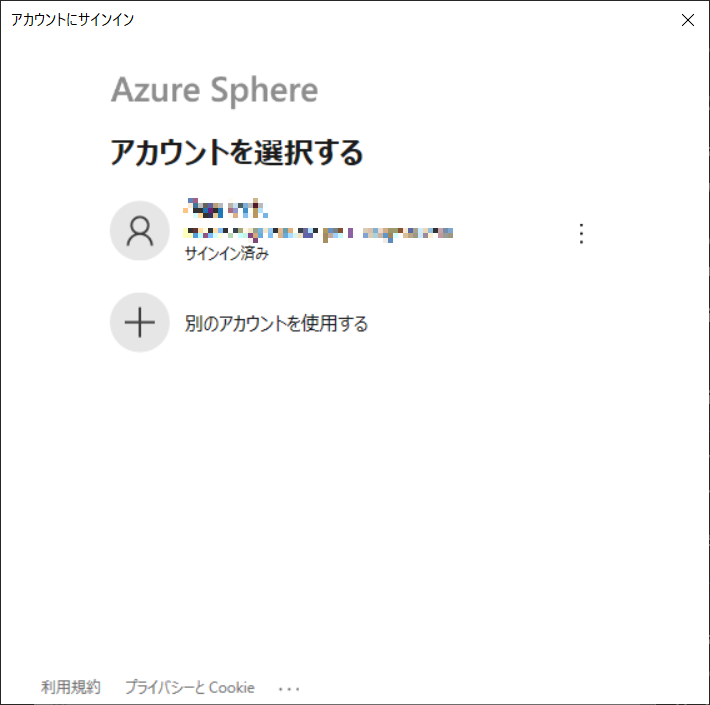 アカウントにサインイン
Azure Sphere
アカウントを選択する
サインイン済み
別のアカウントを使用する
利用規約 プライバシーと Cookie ...